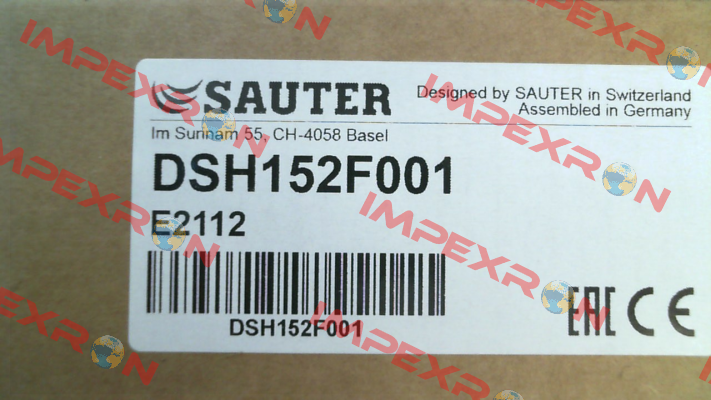 SAUTER
Designed by SAUTER in Switzerland
Assembled in Germany
Im Surinam 55, CH-4058 Basel
DSH152F001
E2112
DSH152F001
EAC CE
IMPEXRON
IMPEXRON
IMPEXRON
IMPEXRON
IMPEXRON
IMPEXRON
IMPEXRON